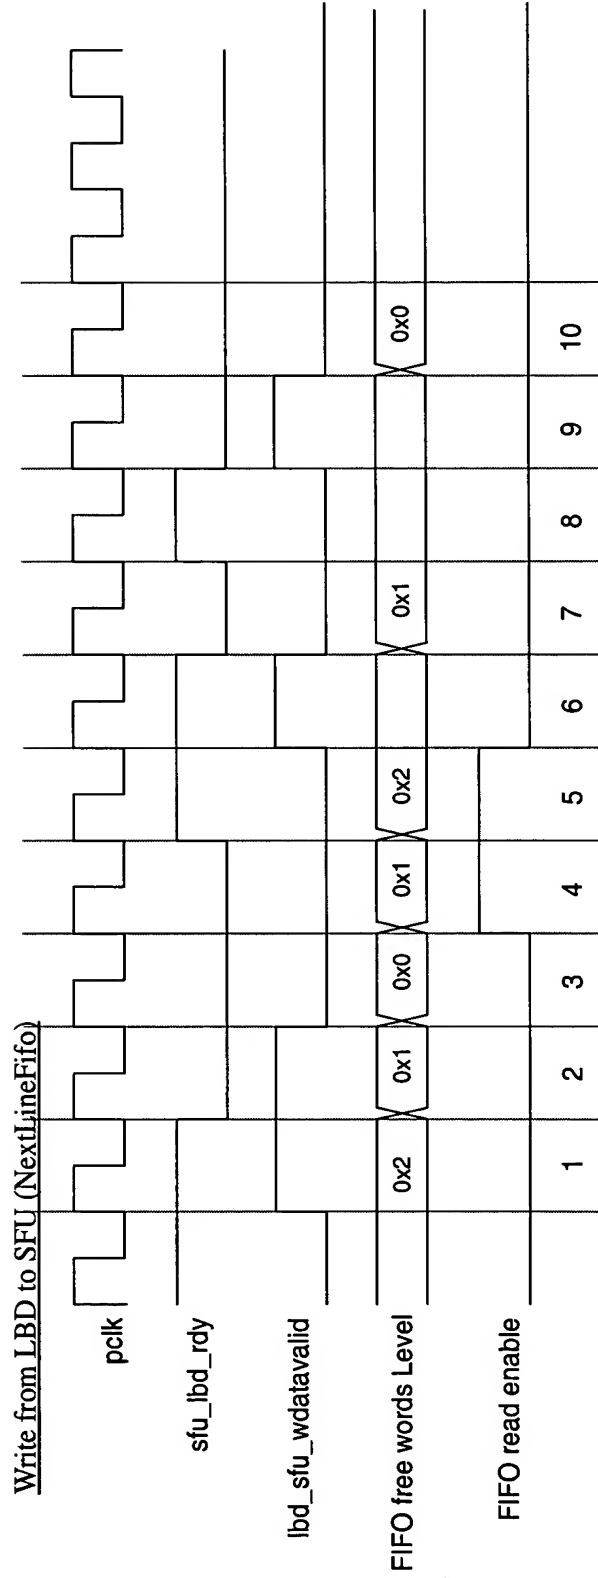 Write from LBD to SFU (NextLineFifo)
pclk
sfu_lbd_rdy
lbd_sfu_wdatavalid
FIFO free words Level
0x2
0x1
0x0
0x1
0x2
0x1
0x0
FIFO read enable
1 2 3 4 5 6 7 8 9 10